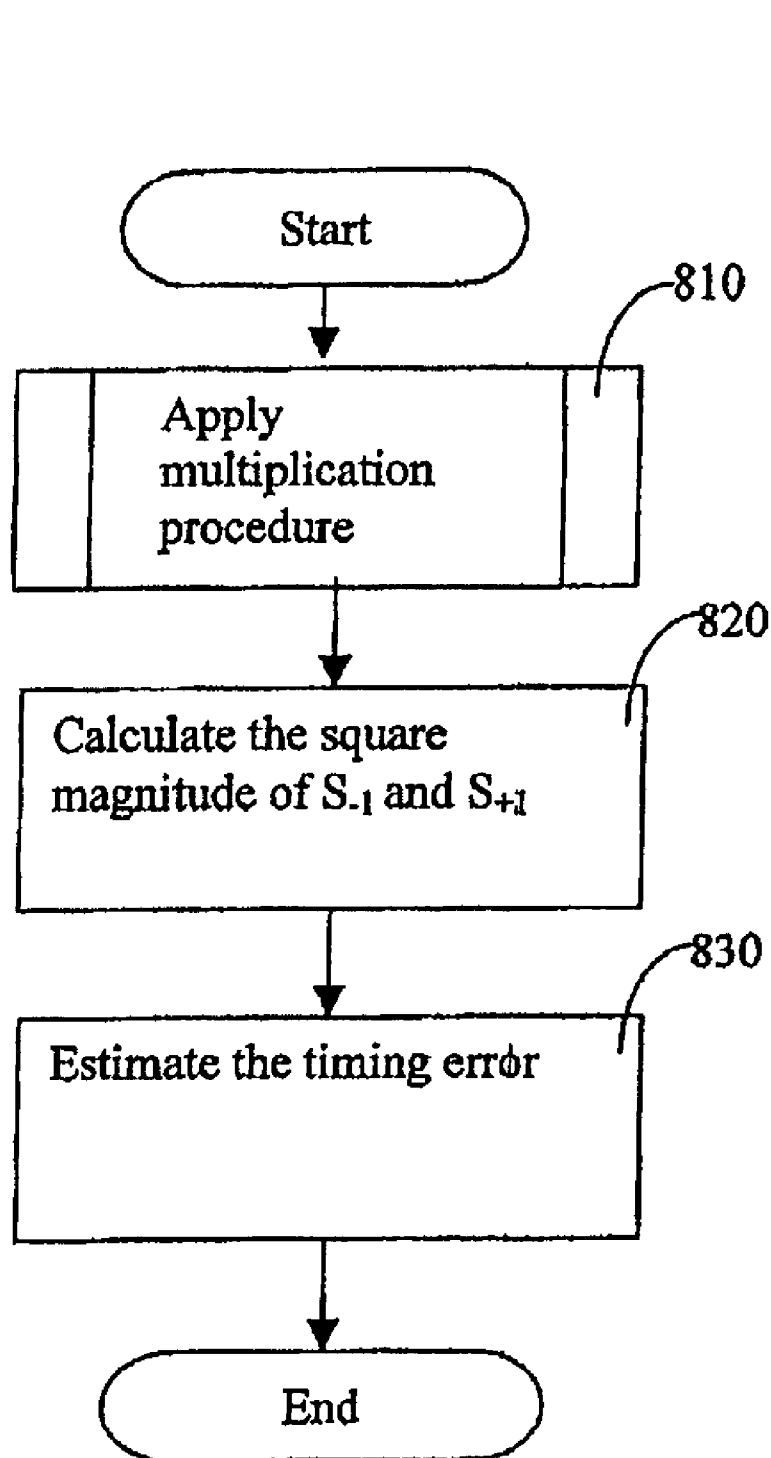 Start
810
Apply
multiplication
procedure
820
Calculate the square
magnitude of S-1 and S+1
830
Estimate the timing error
End